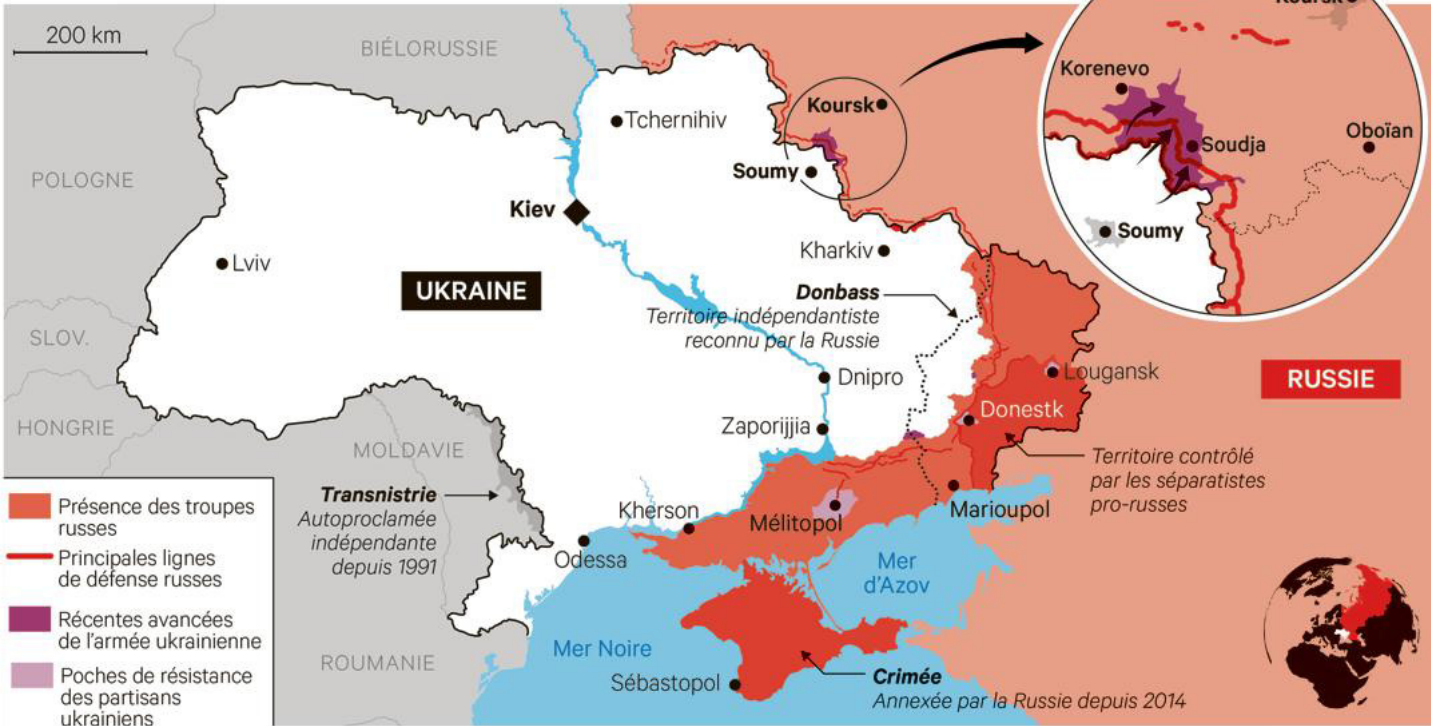 200 km
BIÉLORUSSIE
POLOGNE
SLOV.
HONGRIE
MOLDAVIE
ROUMANIE
Tchernihiv
Koursk
Soumy
Kiev
Lviv
UKRAINE
Kharkiv
Donbass
Territoire indépendantiste
reconnu par la Russie
Dnipro
Zaporijjia
Lougansk
Donestk
Territoire contrôlé
par les séparatistes
pro-russes
RUSSIE
Transnistrie
Autoproclamée
indépendante
depuis 1991
Kherson
Odessa
Mélitopol
Marioupol
Mer
d'Azov
Mer Noire
Sébastopol
Crimée
Annexée par la Russie depuis 2014
Koursk
Korenevo
Soudja
Oboïan
Soumy
Présence des troupes
russes
Principales lignes
de défense russes
Récentes avancées
de l'armée ukrainienne
Poches de résistance
des partisans
ukrainiens